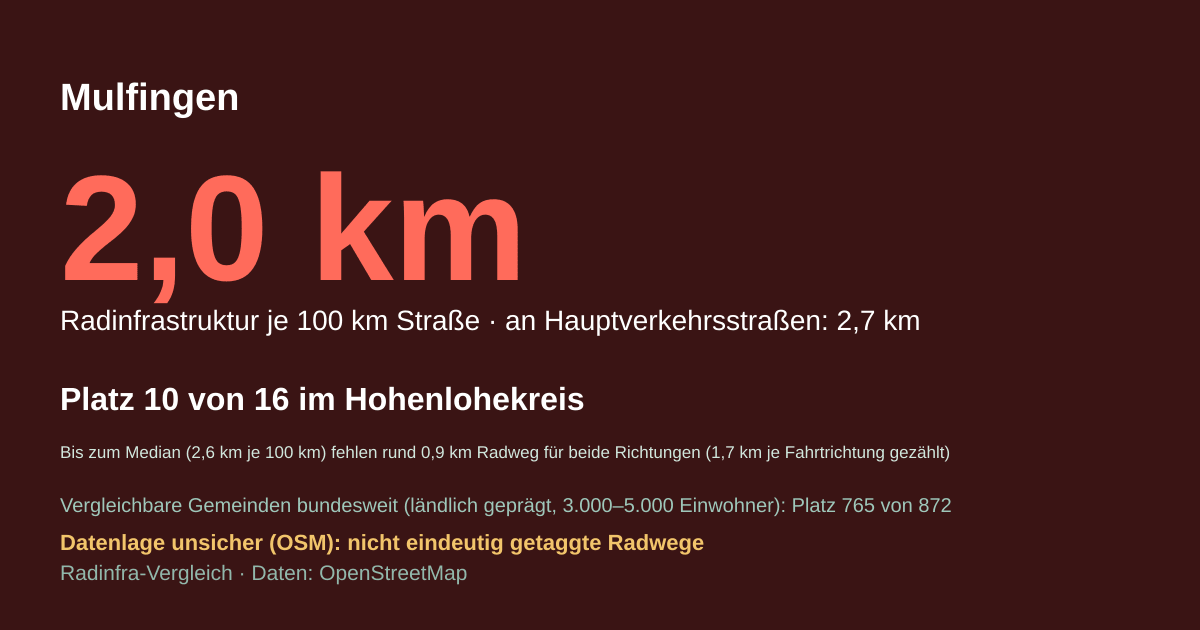 Mulfingen
2,0 km
Radinfrastruktur je 100 km Straße · an Hauptverkehrsstraßen: 2,7 km
Platz 10 von 16 im Hohenlohekreis
Bis zum Median (2,6 km je 100 km) fehlen rund 0,9 km Radweg für beide Richtungen (1,7 km je Fahrtrichtung gezählt)
Vergleichbare Gemeinden bundesweit (ländlich geprägt, 3.000–5.000 Einwohner): Platz 765 von 872
Datenlage unsicher (OSM): nicht eindeutig getaggte Radwege
Radinfra-Vergleich · Daten: OpenStreetMap